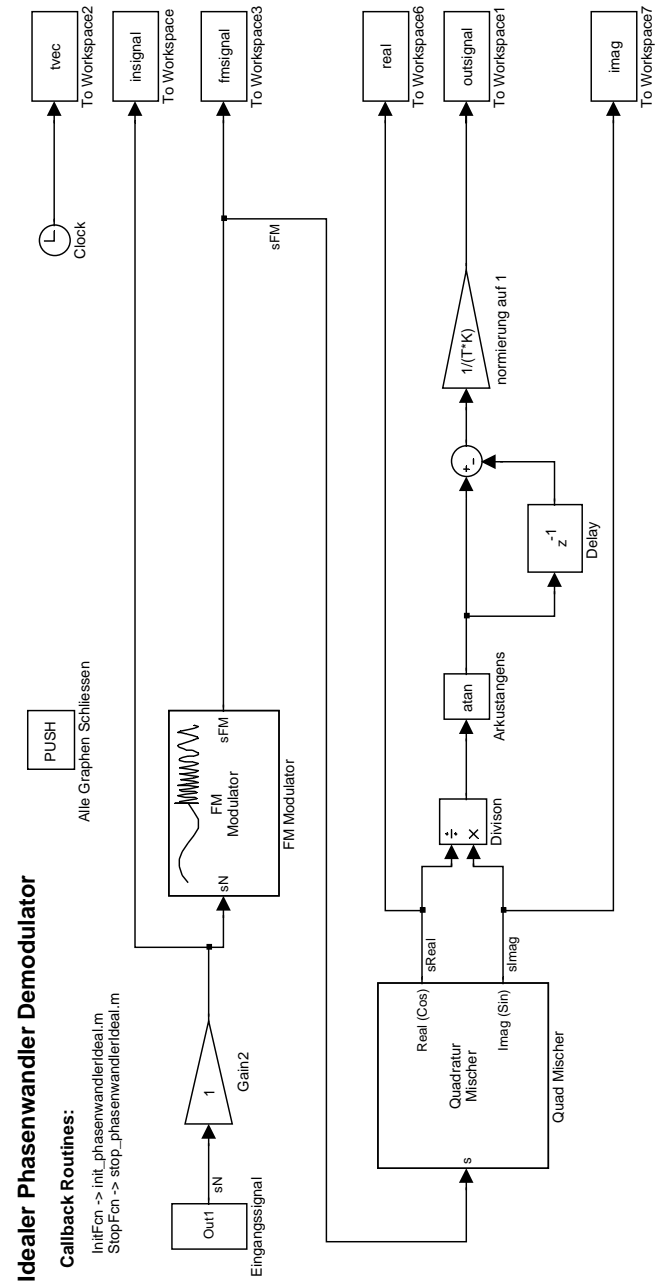 Idealer Phasenwandler Demodulator
Callback Routines:
InitFcn -> init_phasenwandlerIdeal.m
StopFcn -> stop_phasenwandlerIdeal.m
PUSH
Alle Graphen Schliessen
Clock
tvec
To Workspace2
insignal
To Workspace
Out1
Eingangssignal
sN
1
Gain2
sN
FM
Modulator
sFM
FM Modulator
fmsignal
To Workspace3
sFM
s
Quadratur
Mischer
Real (Cos)
Imag (Sin)
Quad Mischer
sReal
sImag
÷
×
Divison
atan
Arkustangens
z-1
Delay
+
-
1/(T*K)
normierung auf 1
real
To Workspace6
outsignal
To Workspace1
imag
To Workspace7